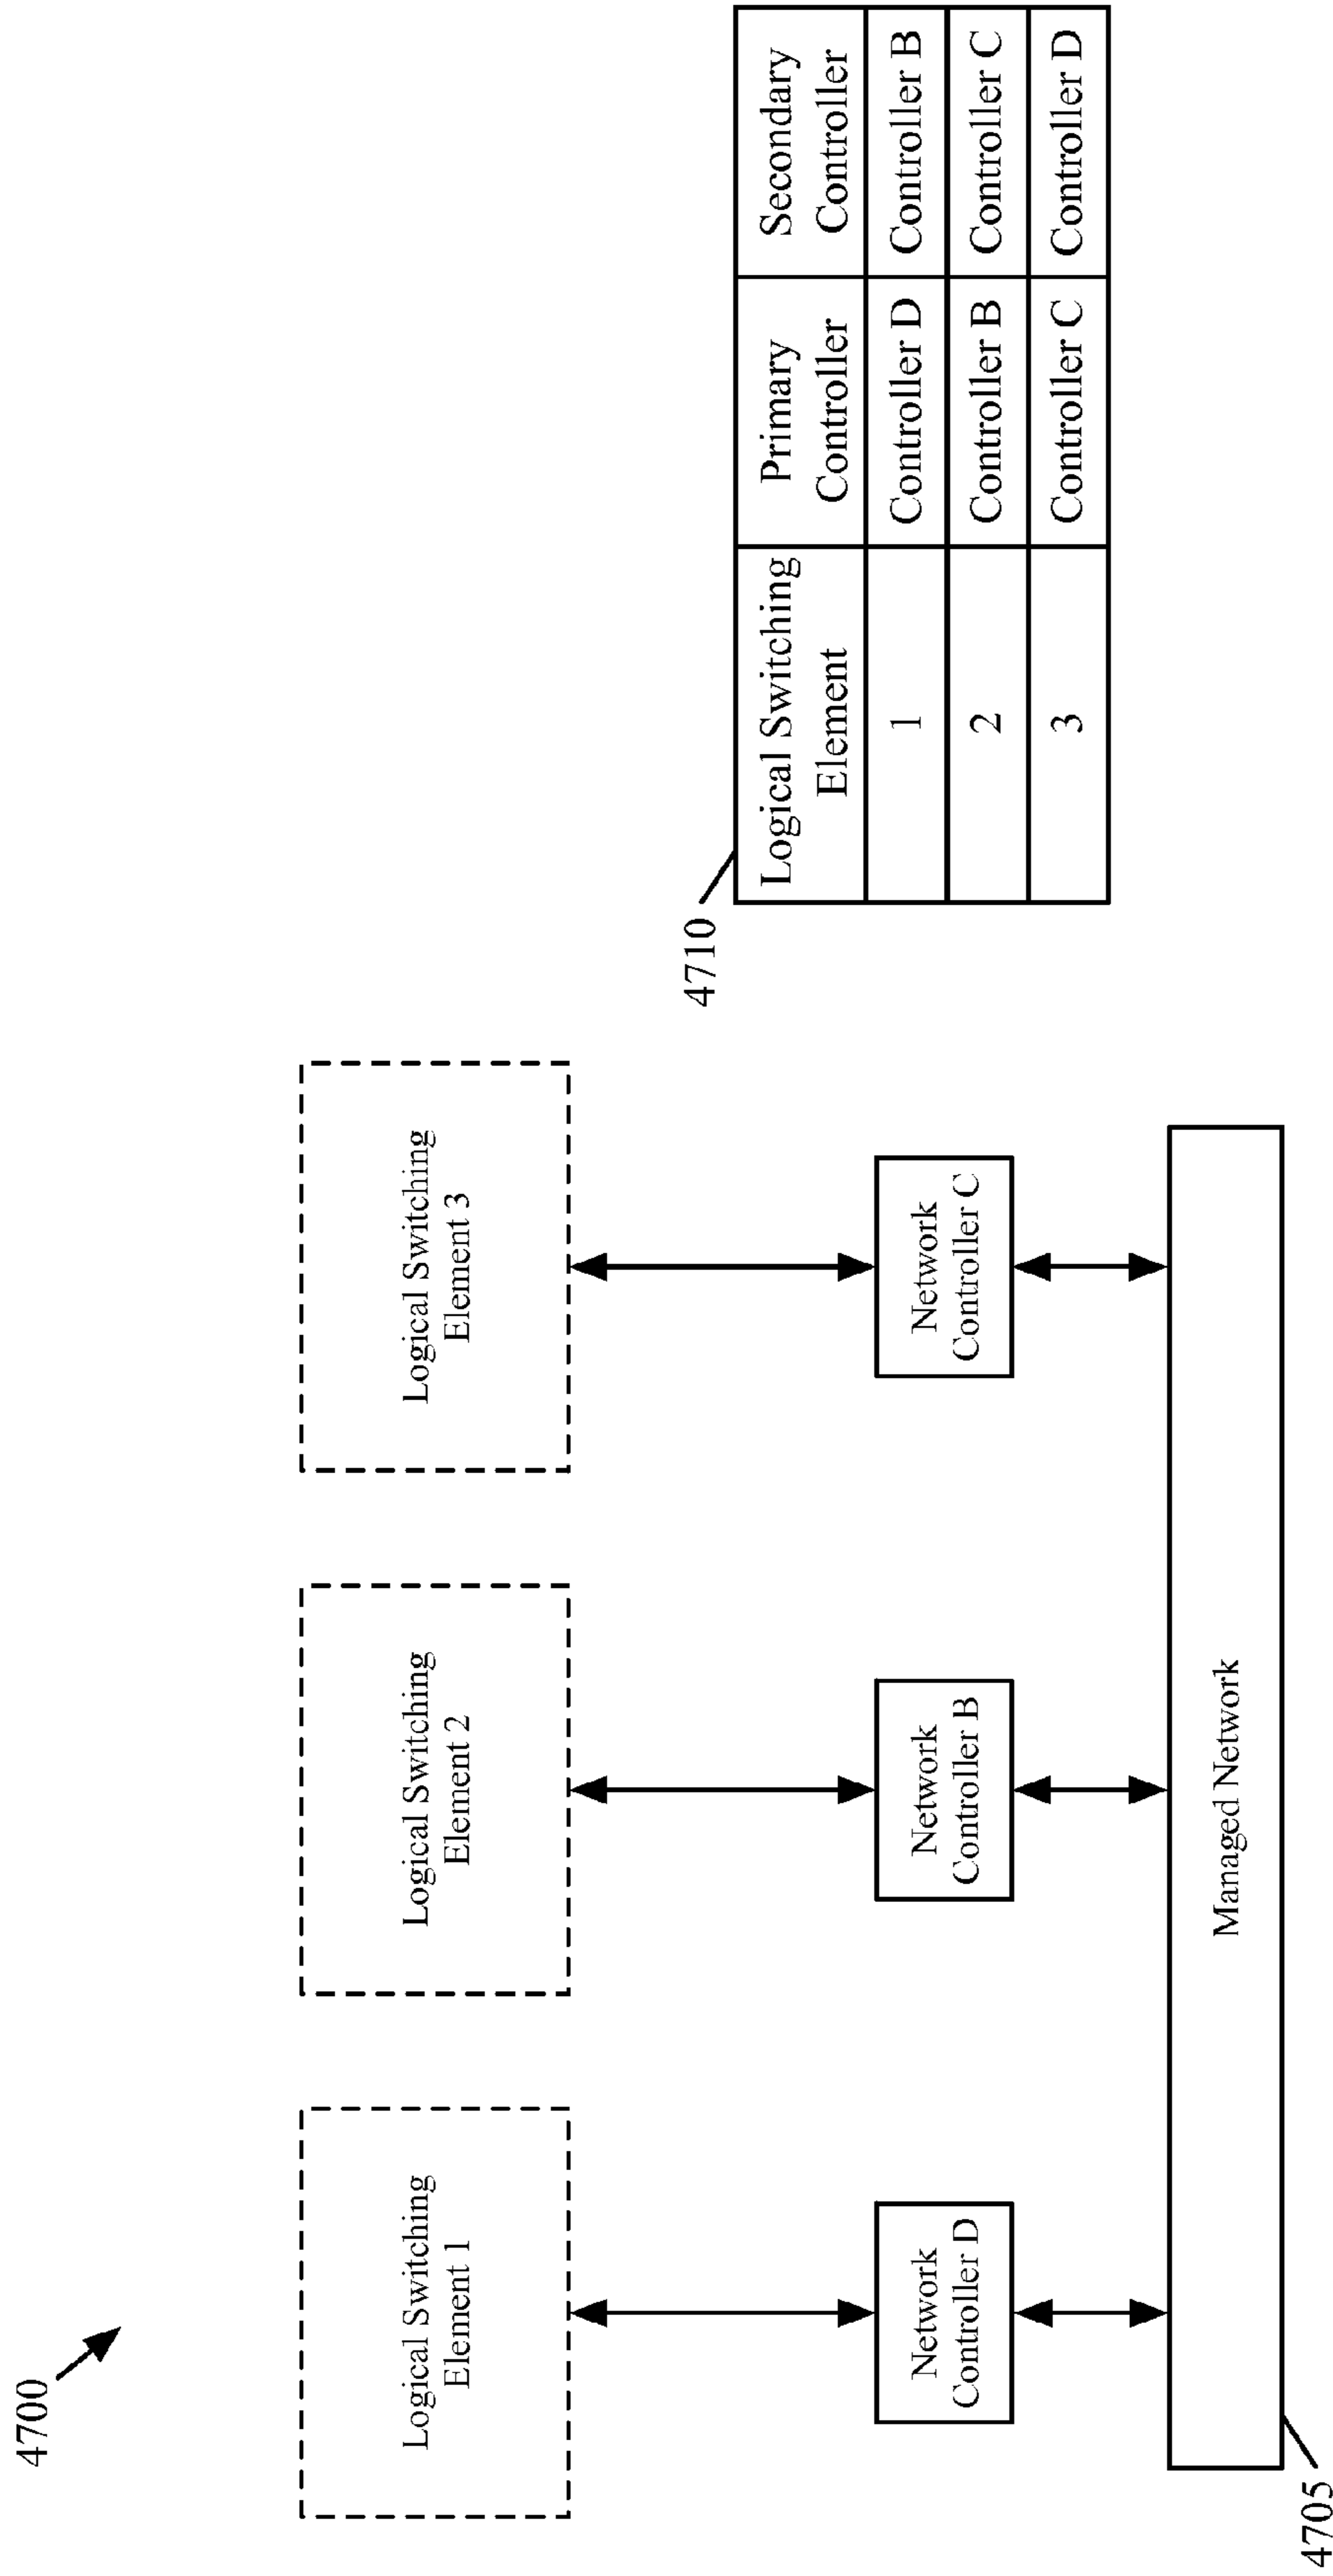 4700
Logical Switching
Element 1
Logical Switching
Element 2
Logical Switching
Element 3
Network
Controller D
Network
Controller B
Network
Controller C
Managed Network
4705
4710
Logical Switching
Element
Primary
Controller
Secondary
Controller
1
Controller D
Controller B
2
Controller B
Controller C
3
Controller C
Controller D